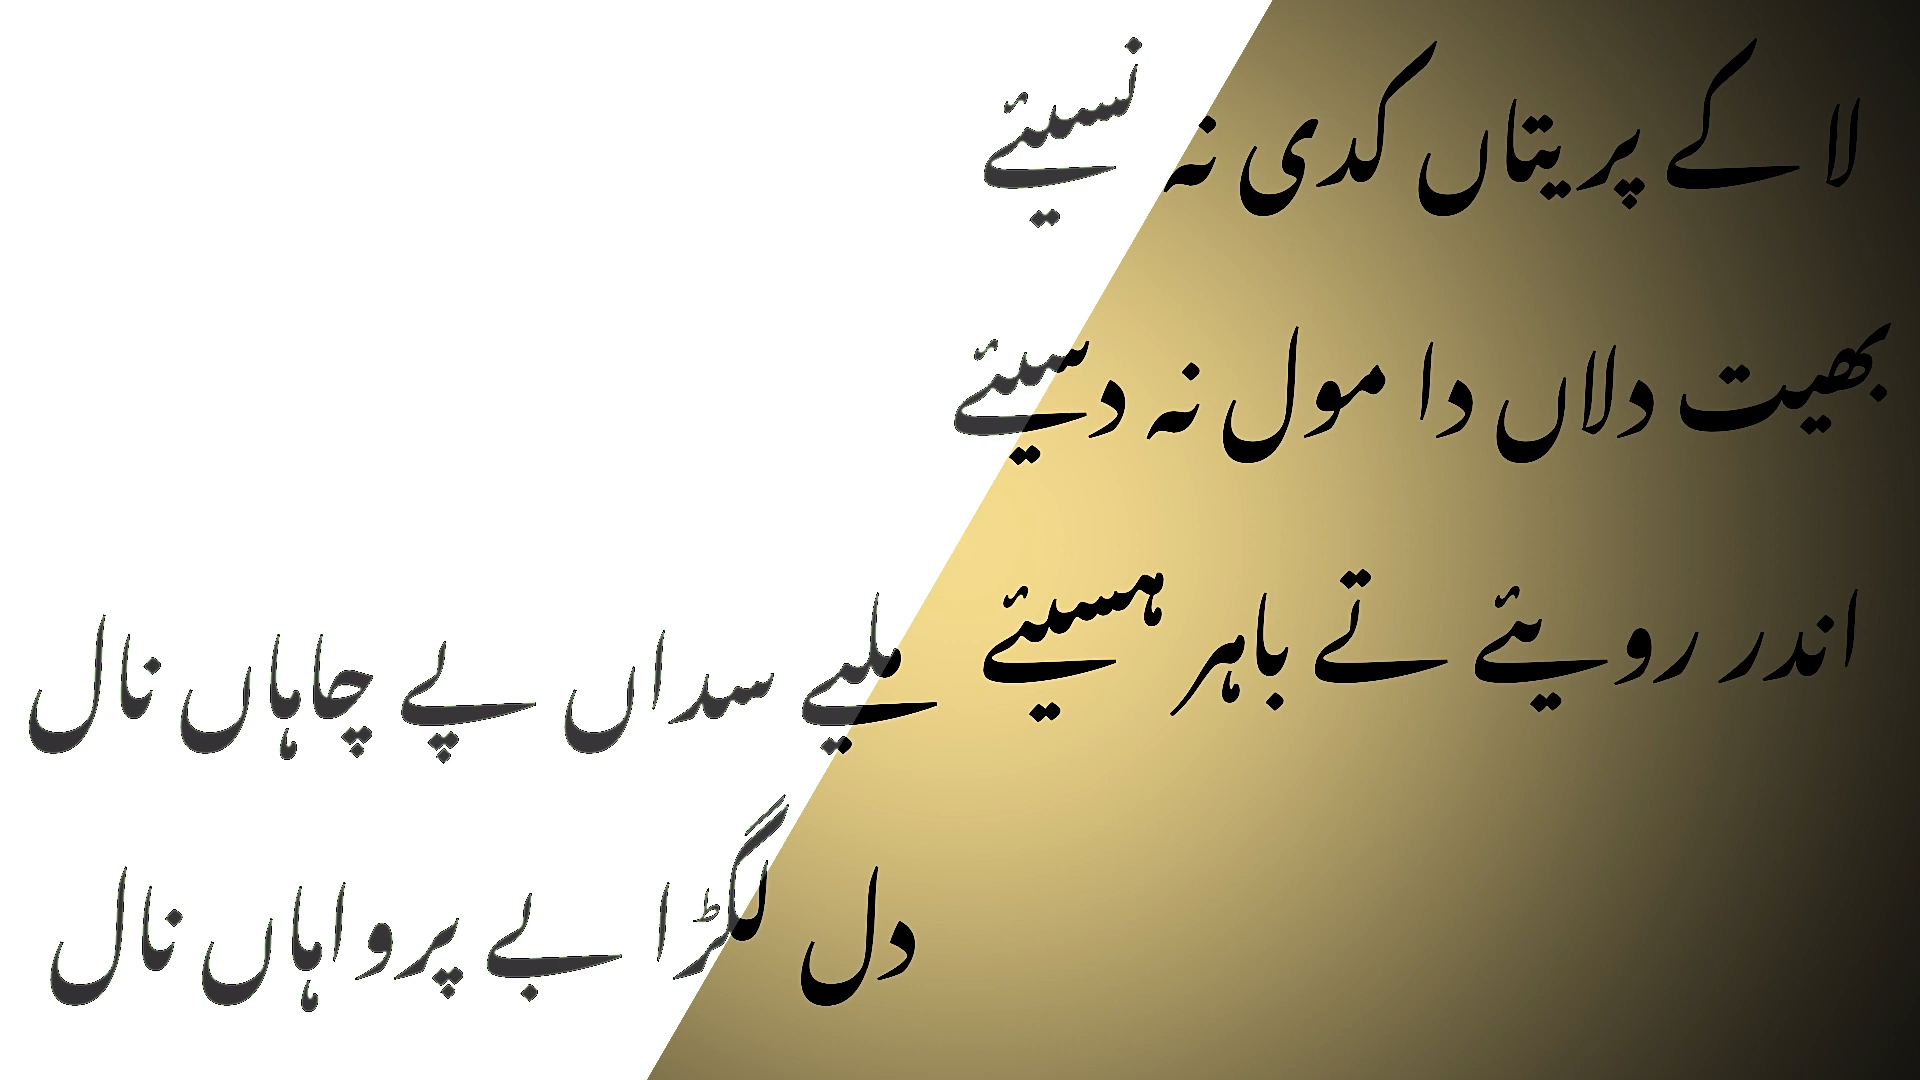 لا کے پریتاں کدی نہ نسیئے
بھیت دلاں دا مول نہ دسیئے
اندر رویئے تے باہر ہسیئے
ملیے سداں پے چاہاں نال
دل لگڑا بے پرواہاں نال